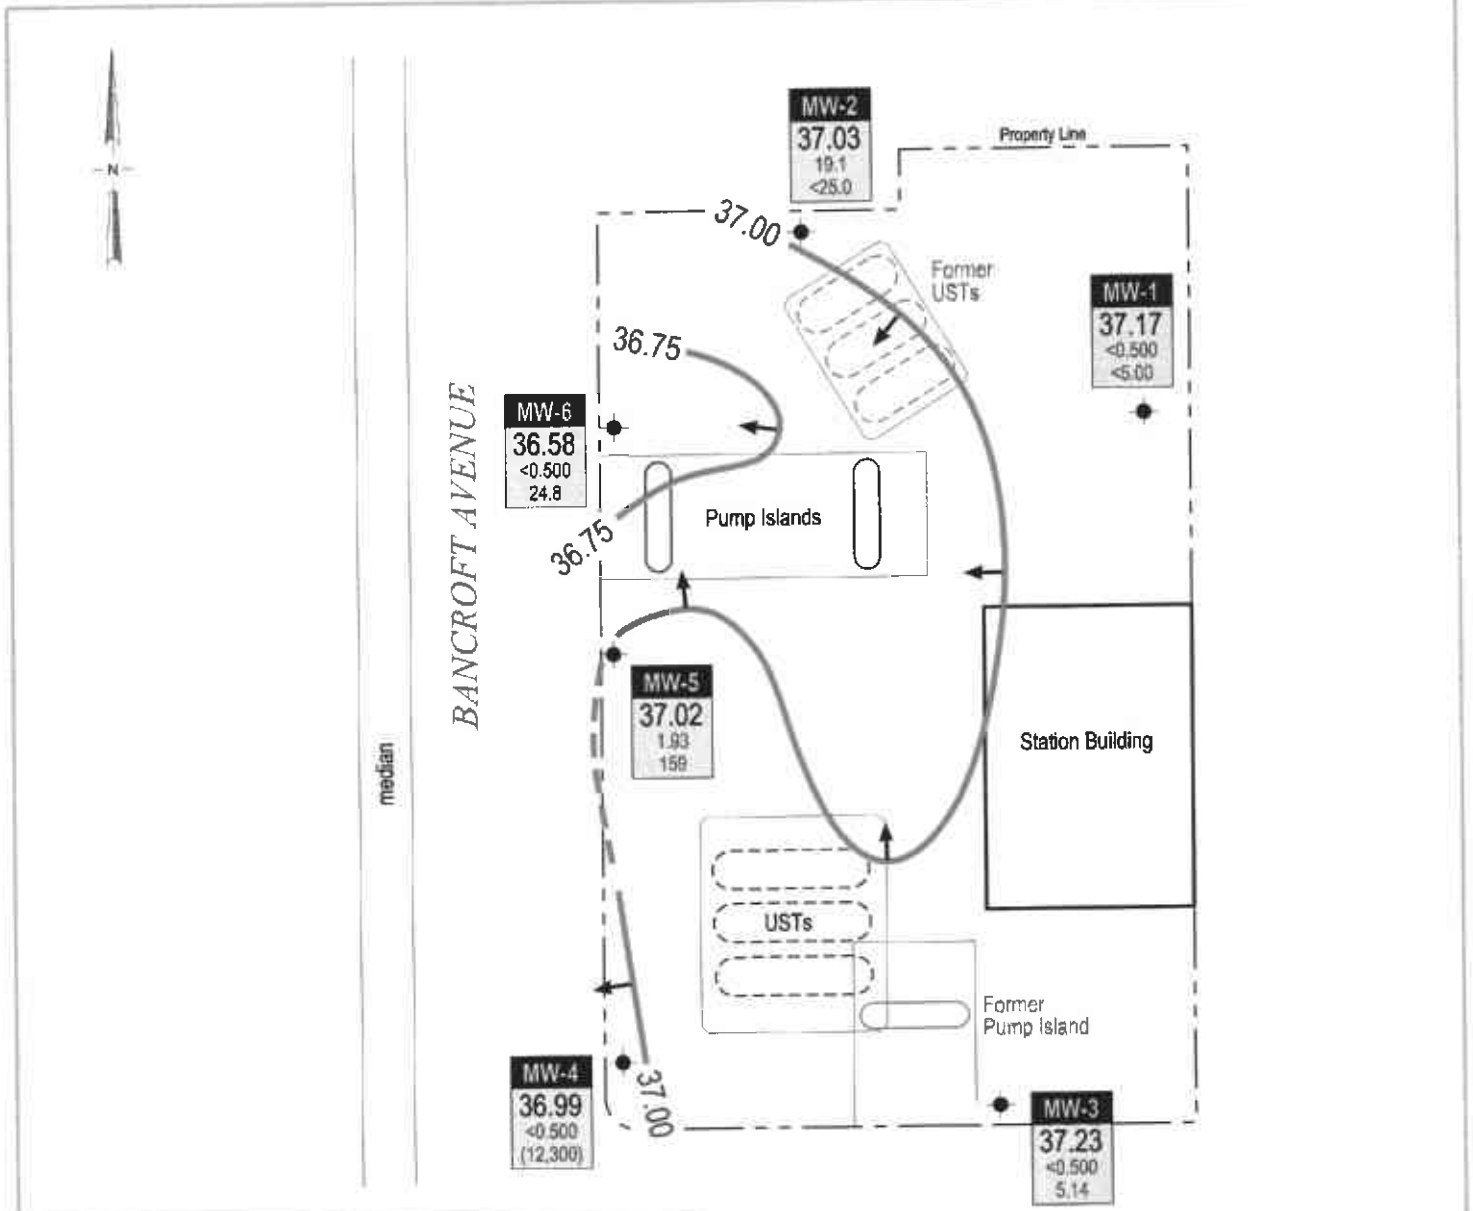 N
MW-2
37.03
19.1
<25.0
Property Line
37.00
Former
USTs
MW-1
37.17
<0.500
<5.00
36.75
MW-6
36.58
<0.500
24.8
BANCROFT AVENUE
Pump Islands
36.75
MW-5
37.02
1.93
159
Station Building
median
USTs
Former
Pump Island
MW-4
36.99
<0.500
(12,300)
37.00
MW-3
37.23
<0.500
5.14